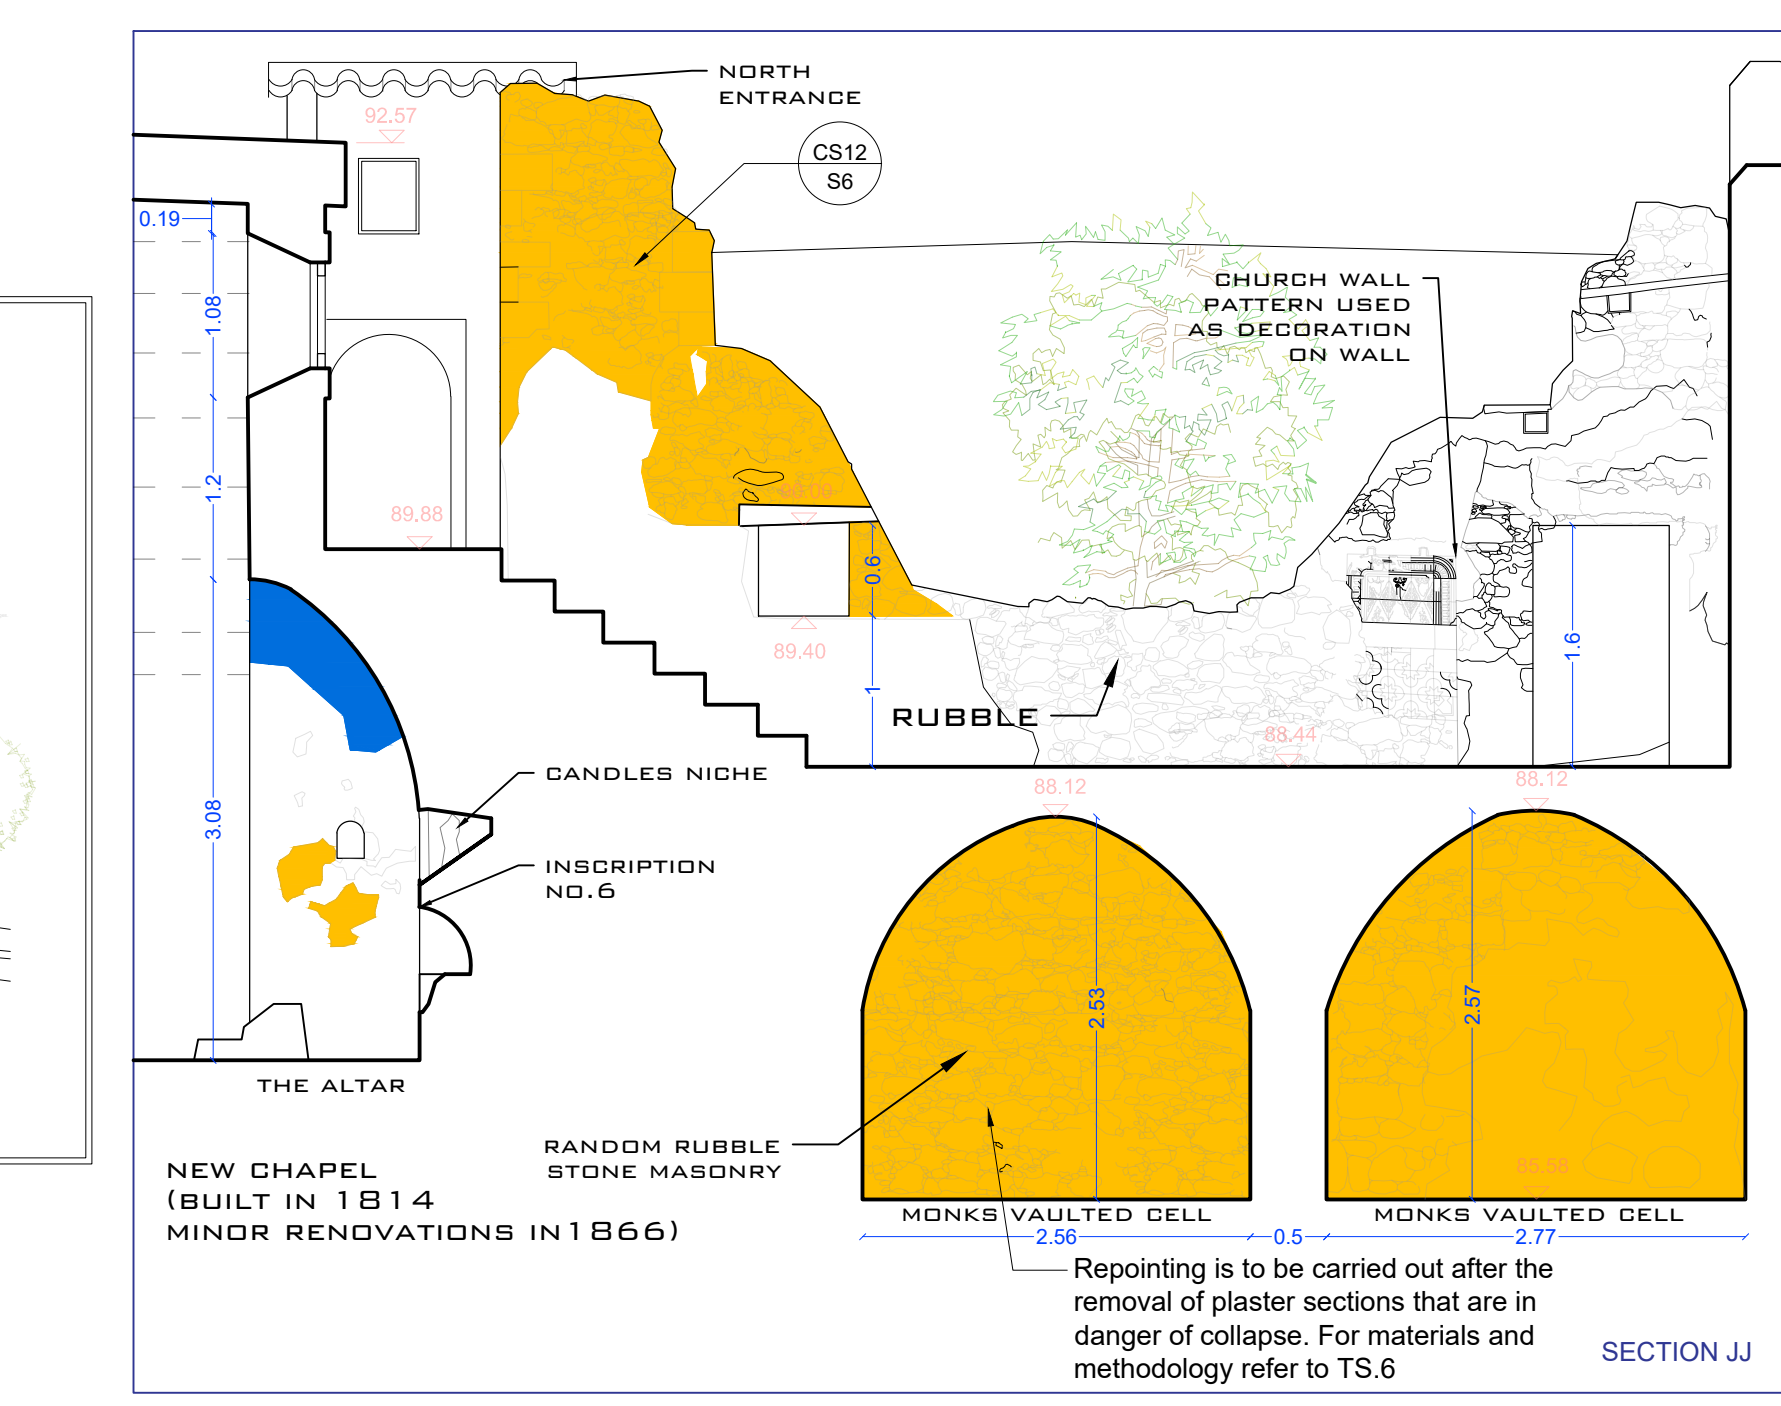 NORTH
ENTRANCE
92.57
CS12
S6
0.19
CHURCH WALL
PATTERN USED
AS DECORATION
ON WALL
1.08
1.2
90.00
89.88
0.6
89.40
1.6
1
RUBBLE
88.44
CANDLES NICHE
88.12
88.12
3.08
INSCRIPTION
NO.6
2.53
2.57
THE ALTAR
RANDOM RUBBLE
STONE MASONRY
85.58
NEW CHAPEL
(BUILT IN 1814
MINOR RENOVATIONS IN1866)
MONKS VAULTED CELL
MONKS VAULTED CELL
2.56
0.5
2.77
Repointing is to be carried out after the
removal of plaster sections that are in
danger of collapse. For materials and
methodology refer to TS.6
SECTION JJ